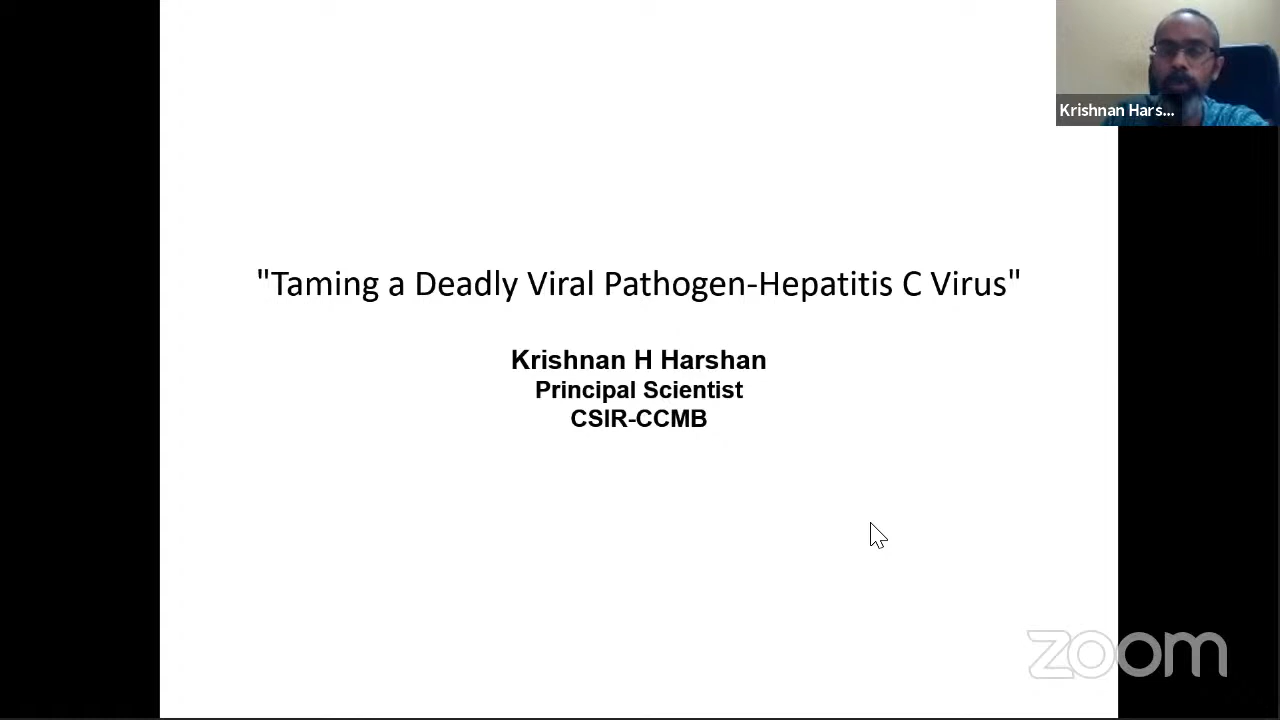 Krishnan Hars...
"Taming a Deadly Viral Pathogen-Hepatitis C Virus"
Krishnan H Harshan
Principal Scientist
CSIR-CCMB
zoom